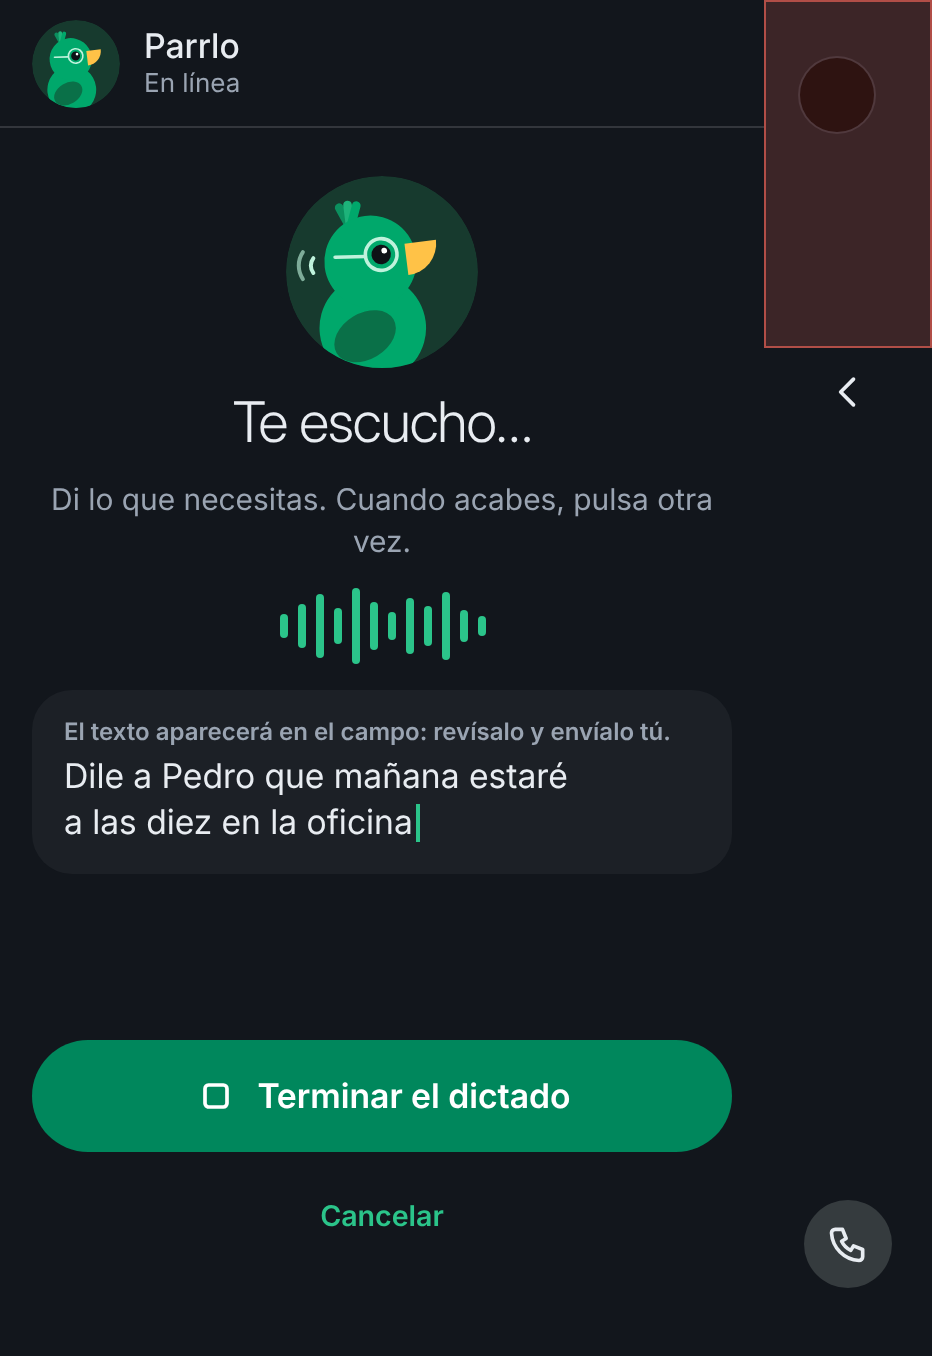 Parrlo
En línea
Te escucho...
Di lo que necesitas. Cuando acabes, pulsa otra
vez.
El texto aparecerá en el campo: revísalo y envíalo tú.
Dile a Pedro que mañana estaré
a las diez en la oficina
Terminar el dictado
Cancelar